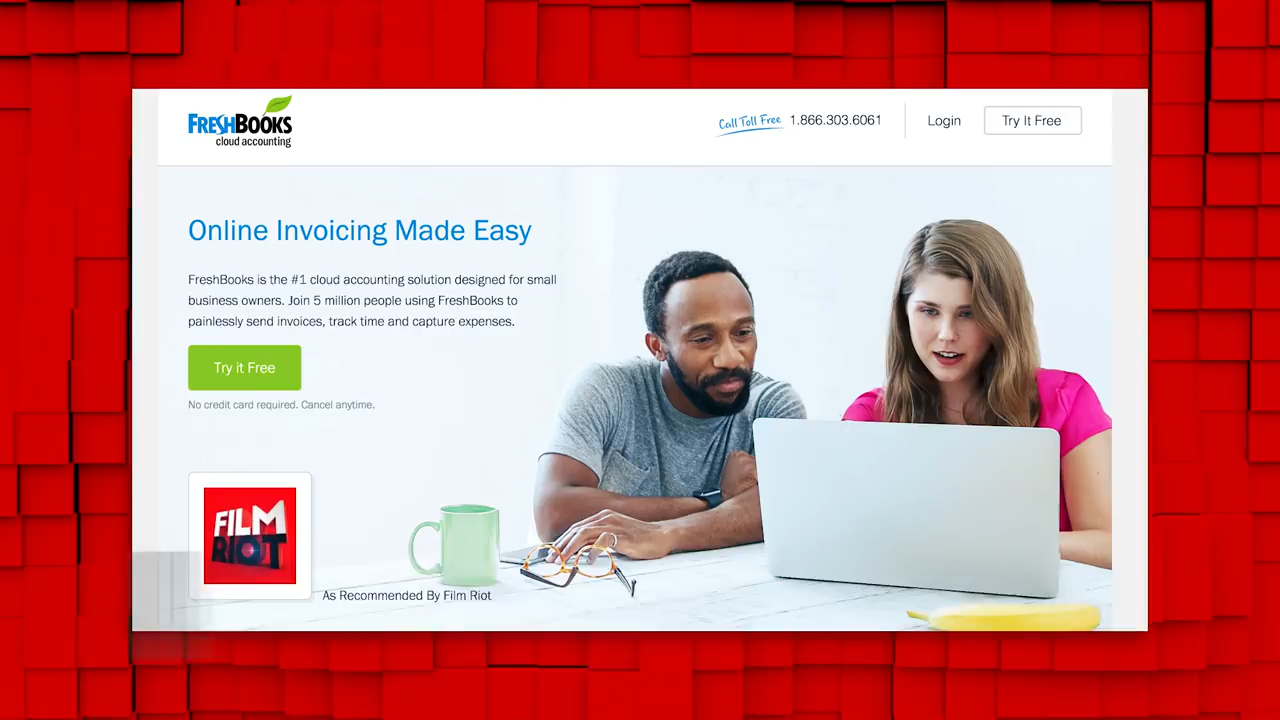 FRESHBOOKS
cloud accounting
Call Toll Free 1.866.303.6061
Login
Try It Free
Online Invoicing Made Easy
FreshBooks is the #1 cloud accounting solution designed for small
business owners. Join 5 million people using FreshBooks to
painlessly send invoices, track time and capture expenses.
Try it Free
No credit card required. Cancel anytime.
FILM
RIOT
As Recommended By Film Riot